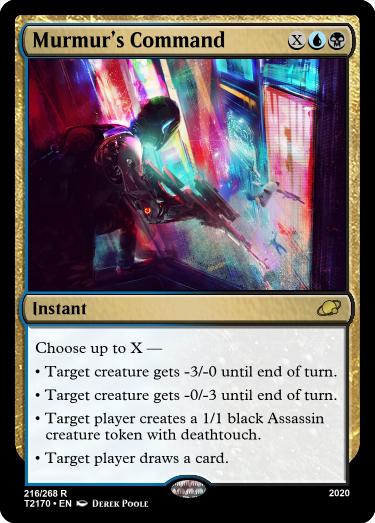 Murmur's Command X
Instant
Choose up to X —
• Target creature gets -3/-0 until end of turn.
• Target creature gets -0/-3 until end of turn.
• Target player creates a 1/1 black Assassin
creature token with deathtouch.
• Target player draws a card.
216/268 R 2020
T2170 • EN DEREK POOLE